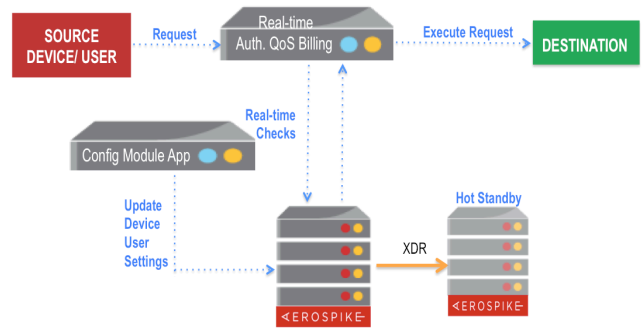 SOURCE
DEVICE/ USER
Request
Real-time
Auth. QoS Billing
Execute Request
DESTINATION
Real-time
Checks
Config Module App
Update
Device
User
Settings
Hot Standby
XDR
AEROSPIKE
AEROSPIKE